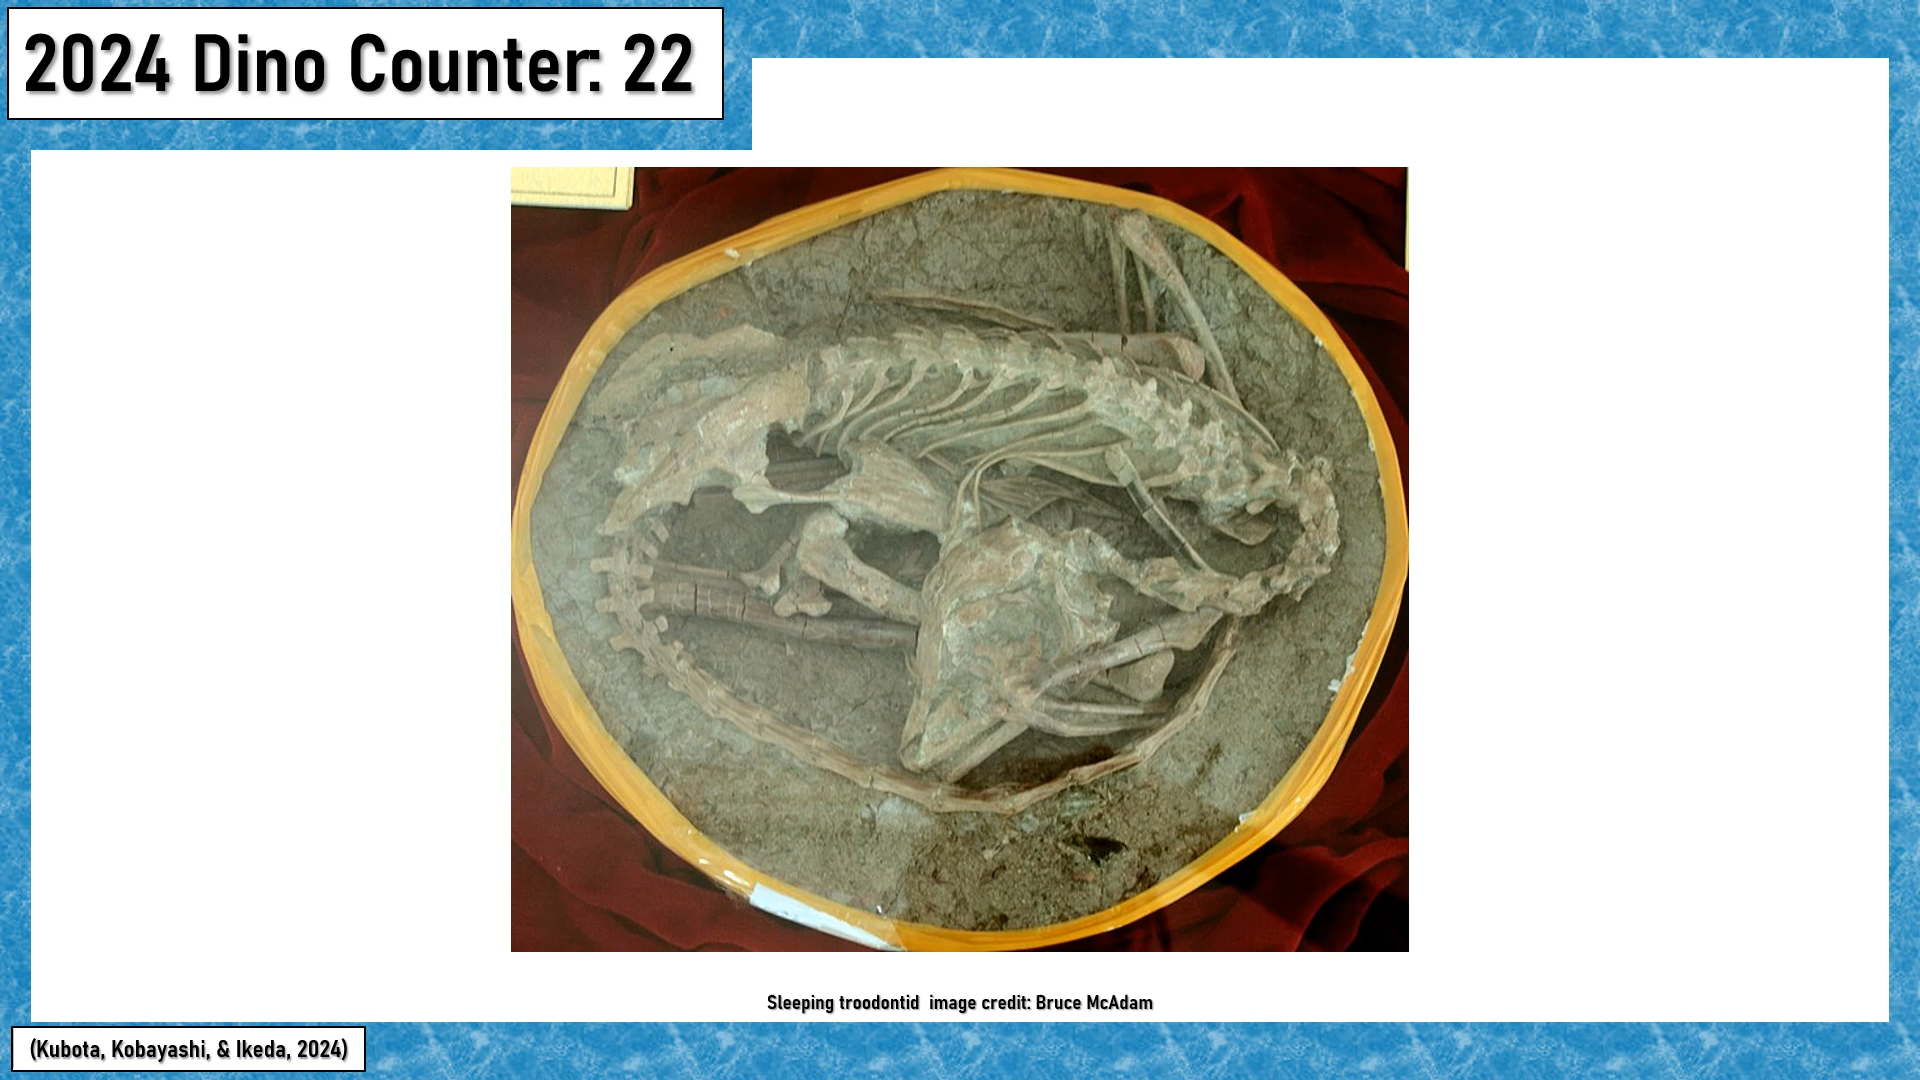 2024 Dino Counter: 22
Sleeping troodontid  image credit: Bruce McAdam
(Kubota, Kobayashi, & Ikeda, 2024)